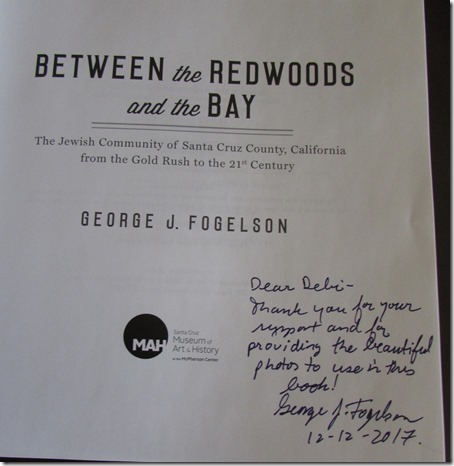 BETWEEN the REDWOODS
and the BAY
The Jewish Community of Santa Cruz County, California
from the Gold Rush to the 21st Century
GEORGE J. FOGELSON
MAH
Santa Cruz
Museum of
Art & History
at the McPherson Center
Dear Debi-
Thank you for your
support and for
providing the beautiful
photos to use in this
book!
George J. Fogelson
12-12-2017.